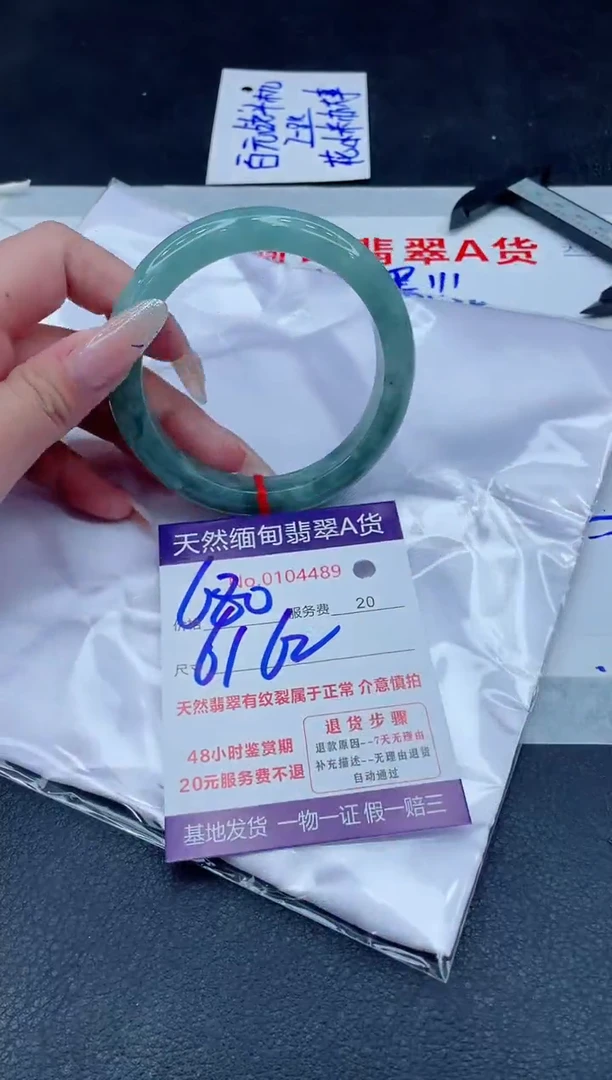 翡翠A货
天然缅甸翡翠A货
No.0104489
680
服务费 20
尺寸 61 62
天然翡翠有纹裂属于正常 介意慎拍
48小时鉴赏期
20元服务费不退
退货步骤
退款原因--7天无理由
补充描述--无理由退货
自动通过
基地发货 一物一证 假一赔三